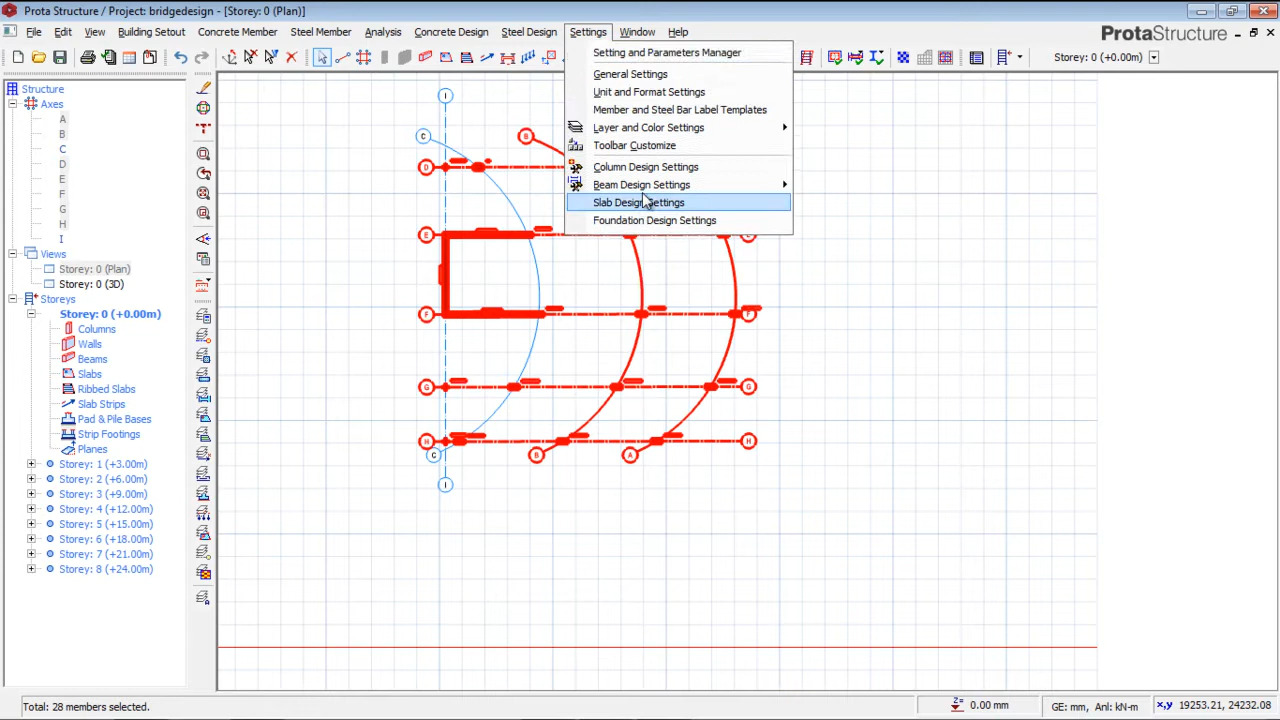 Prota Structure / Project: bridgedesign - [Storey: 0 (Plan)]
File Edit View Building Setout Concrete Member Steel Member Analysis Concrete Design Steel Design Settings Window Help
ProtaStructure
Storey: 0 (+0.00m)
Setting and Parameters Manager
General Settings
Unit and Format Settings
Member and Steel Bar Label Templates
Layer and Color Settings
Toolbar Customize
Column Design Settings
Beam Design Settings
Slab Design Settings
Foundation Design Settings
Structure
Axes
A
B
C
D
E
F
G
H
I
Views
Storey: 0 (Plan)
Storey: 0 (3D)
Storeys
Storey: 0 (+0.00m)
Columns
Walls
Beams
Slabs
Ribbed Slabs
Slab Strips
Pad & Pile Bases
Strip Footings
Planes
Storey: 1 (+3.00m)
Storey: 2 (+6.00m)
Storey: 3 (+9.00m)
Storey: 4 (+12.00m)
Storey: 5 (+15.00m)
Storey: 6 (+18.00m)
Storey: 7 (+21.00m)
Storey: 8 (+24.00m)
I
C B
D
E
F F
G G
H H
C B A
I
Total: 28 members selected.
Z= 0.00 mm
GE: mm, Anl: kN-m
x,y 19253.21, 24232.08